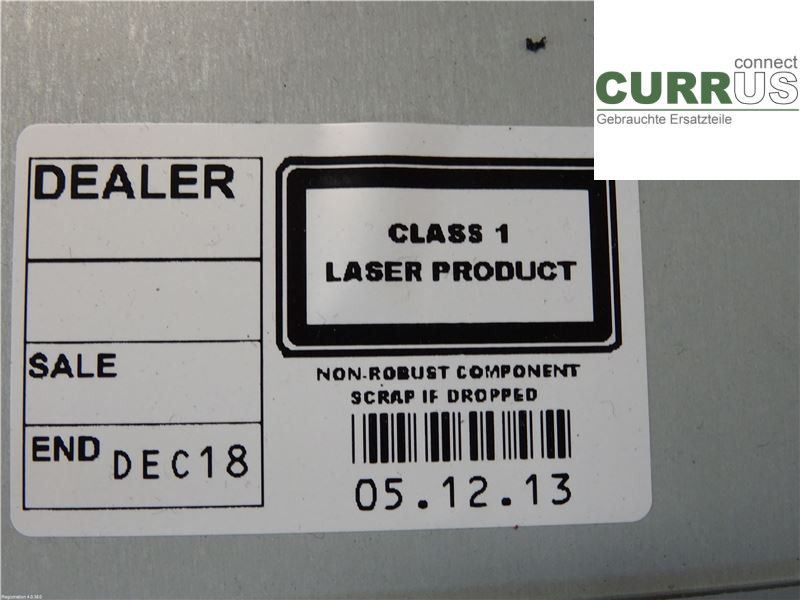 connect
CURRUS
Gebrauchte Ersatzteile
DEALER
SALE
END DEC18
CLASS 1
LASER PRODUCT
NON-ROBUST COMPONENT
SCRAP IF DROPPED
05.12.13